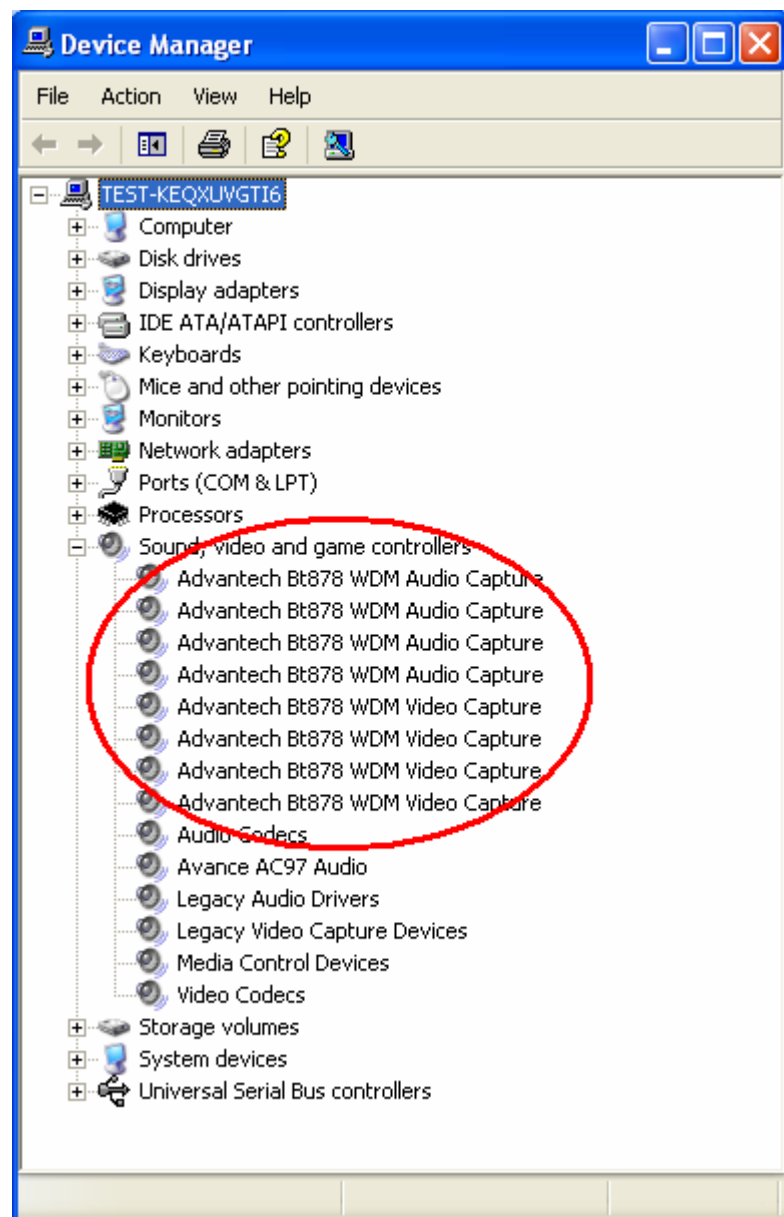 Device Manager
File Action View Help
TEST-KEQXUVGTI6
Computer
Disk drives
Display adapters
IDE ATA/ATAPI controllers
Keyboards
Mice and other pointing devices
Monitors
Network adapters
Ports (COM & LPT)
Processors
Sound, video and game controllers
Advantech Bt878 WDM Audio Capture
Advantech Bt878 WDM Audio Capture
Advantech Bt878 WDM Audio Capture
Advantech Bt878 WDM Audio Capture
Advantech Bt878 WDM Video Capture
Advantech Bt878 WDM Video Capture
Advantech Bt878 WDM Video Capture
Advantech Bt878 WDM Video Capture
Audio Codecs
Avance AC97 Audio
Legacy Audio Drivers
Legacy Video Capture Devices
Media Control Devices
Video Codecs
Storage volumes
System devices
Universal Serial Bus controllers